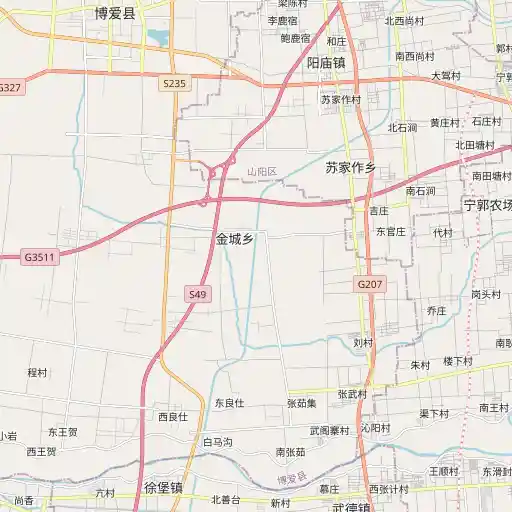 梁陈村
博爱县
李鹿宿
北西尚村
鲍鹿宿
和庄
阳庙镇
南西尚村
郭村
大驾村
宁郭
S235
G327
苏家作村
黄庄村
石庄村
北石涧
北田塘村
山阳区
苏家作乡
南田塘村
南石涧
宁郭农场
吉庄
金城乡
东官庄
代村
G3511
G207
S49
岗头村
乔庄
刘村
楼下村
朱村
程村
张武村
东良仕
张茹集
南王村
西良仕
渠下村
小岩
东王贺
武阁寨村
沁阳村
白马沟
西王贺
南张茹
王顺村
东滑封
博爱县
徐堡镇
六村
慕庄
西张计村
尚香
北善台
新村
武德镇